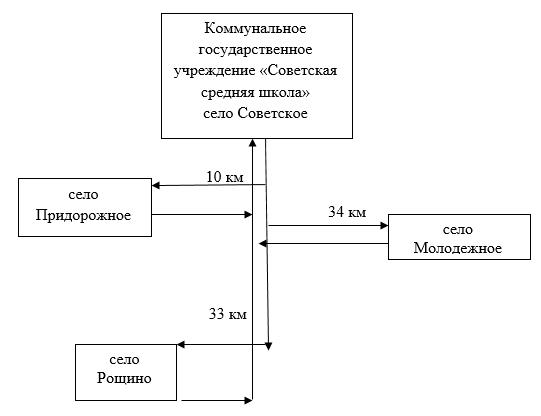 Коммунальное
государственное
учреждение «Советская
средняя школа»
село Советское
10 км
село
Придорожное
34 км
село
Молодежное
33 км
село
Рощино